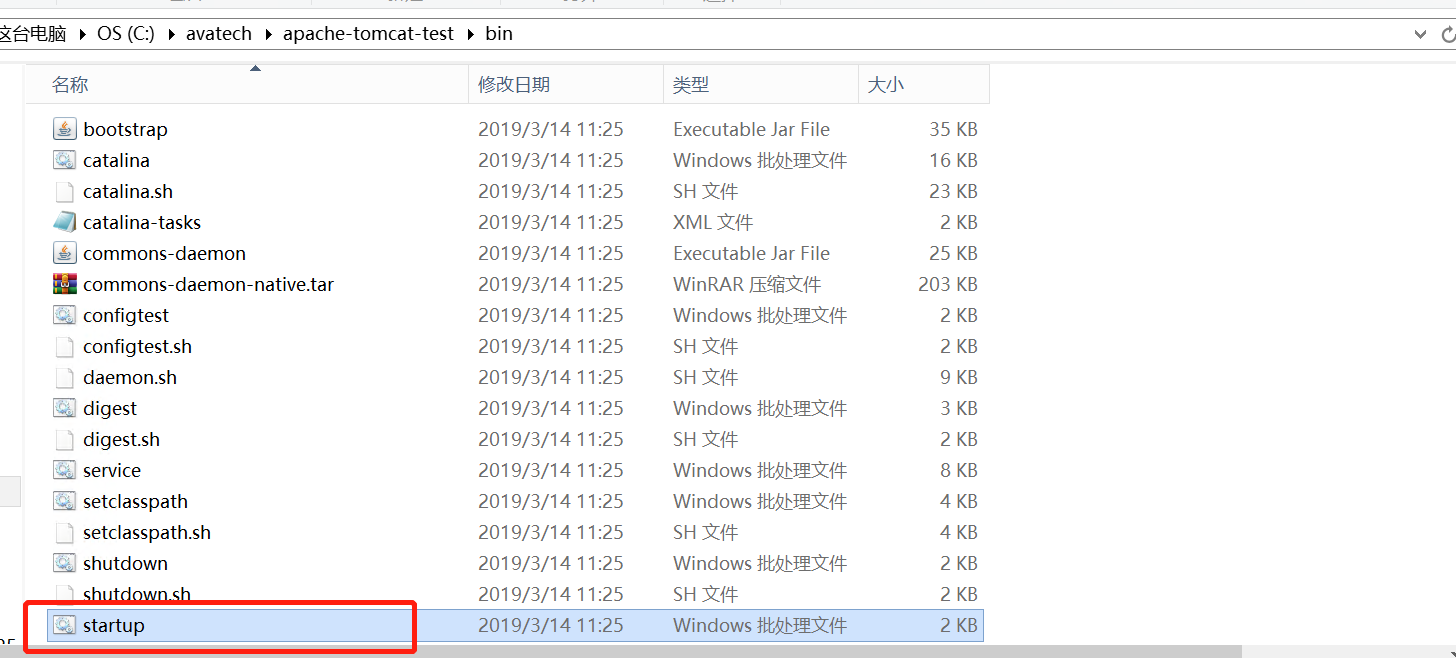 这台电脑 OS (C:) avatech apache-tomcat-test bin
名称 修改日期 类型 大小
bootstrap 2019/3/14 11:25 Executable Jar File 35 KB
catalina 2019/3/14 11:25 Windows 批处理文件 16 KB
catalina.sh 2019/3/14 11:25 SH 文件 23 KB
catalina-tasks 2019/3/14 11:25 XML 文件 2 KB
commons-daemon 2019/3/14 11:25 Executable Jar File 25 KB
commons-daemon-native.tar 2019/3/14 11:25 WinRAR 压缩文件 203 KB
configtest 2019/3/14 11:25 Windows 批处理文件 2 KB
configtest.sh 2019/3/14 11:25 SH 文件 2 KB
daemon.sh 2019/3/14 11:25 SH 文件 9 KB
digest 2019/3/14 11:25 Windows 批处理文件 3 KB
digest.sh 2019/3/14 11:25 SH 文件 2 KB
service 2019/3/14 11:25 Windows 批处理文件 8 KB
setclasspath 2019/3/14 11:25 Windows 批处理文件 4 KB
setclasspath.sh 2019/3/14 11:25 SH 文件 4 KB
shutdown 2019/3/14 11:25 Windows 批处理文件 2 KB
shutdown.sh 2019/3/14 11:25 SH 文件 2 KB
startup 2019/3/14 11:25 Windows 批处理文件 2 KB